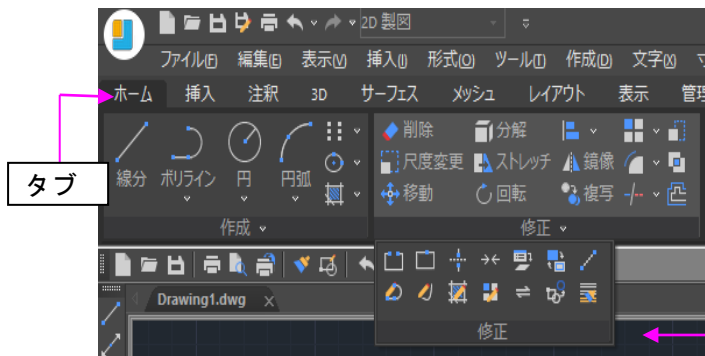 2D 製図
ファイル(F) 編集(E) 表示(V) 挿入(I) 形式(O) ツール(T) 作成(D) 文字(X)
ホーム 挿入 注釈 3D サーフェス メッシュ レイアウト 表示 管理
削除 分解
線分 ポリライン 円 円弧 尺度変更 ストレッチ 鏡像
移動 回転 複写
作成 修正
タブ
Drawing1.dwg
修正